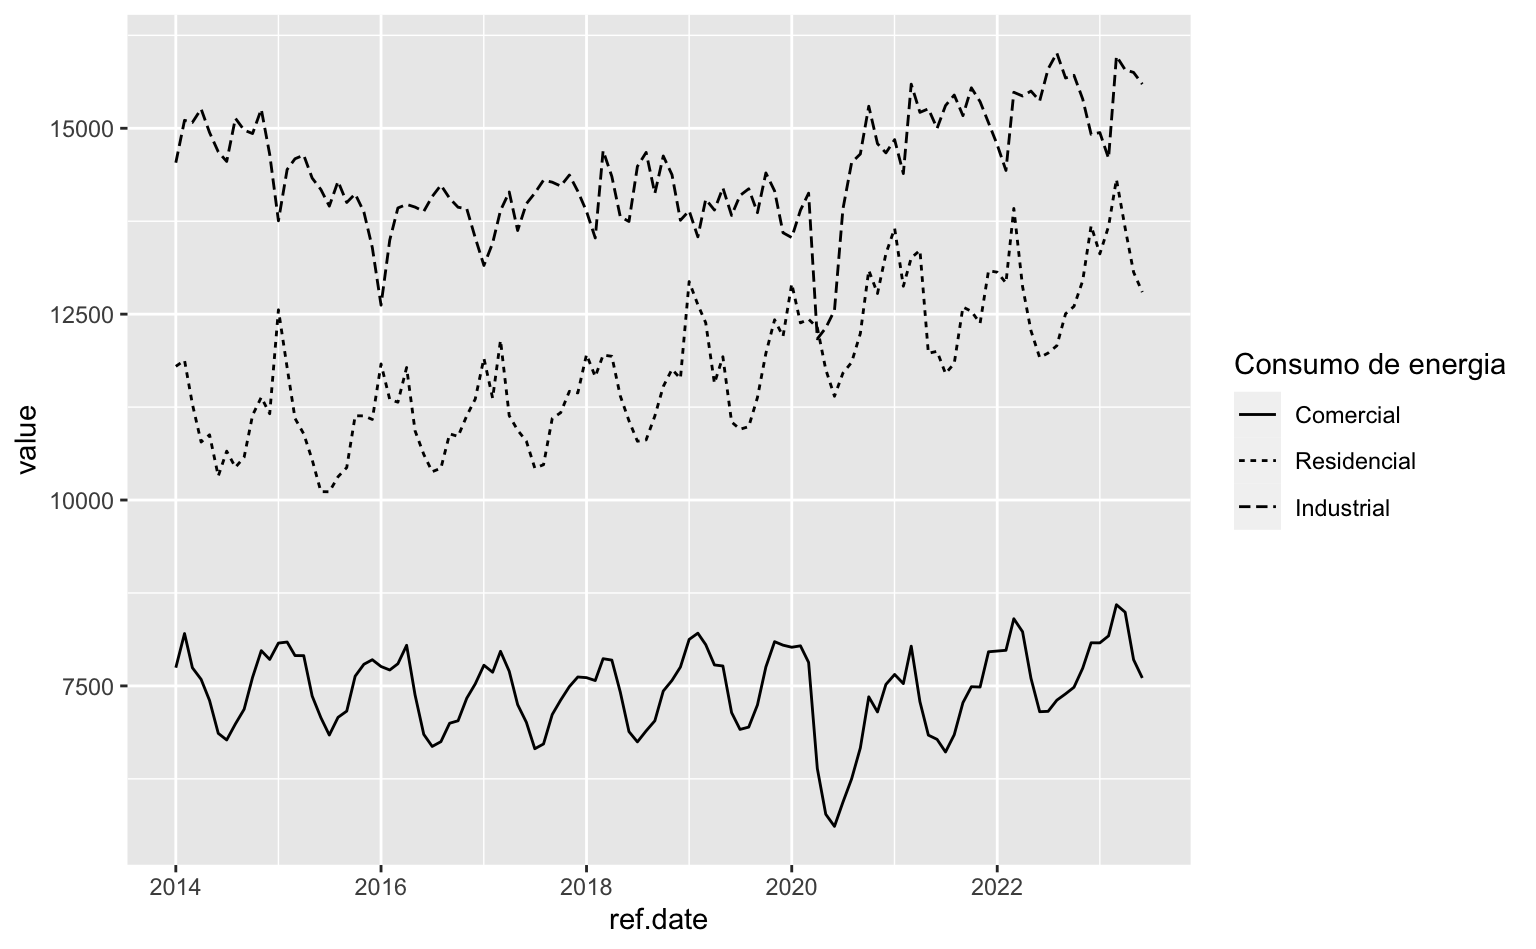 value
15000
12500
10000
7500
2014
2016
2018
2020
2022
ref.date
Consumo de energia
Comercial
Residencial
Industrial